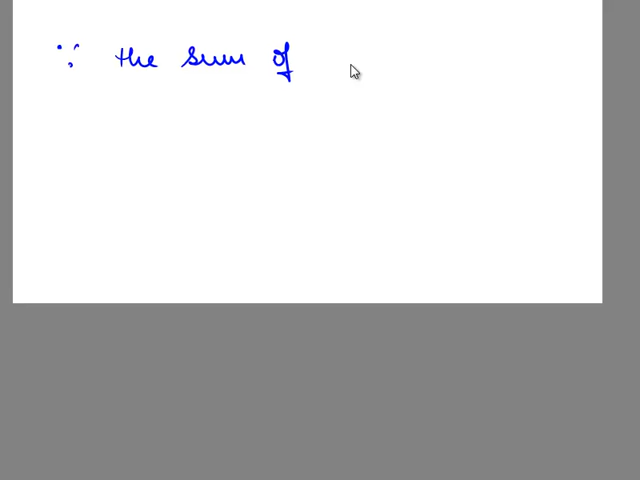 ∵ the sum of